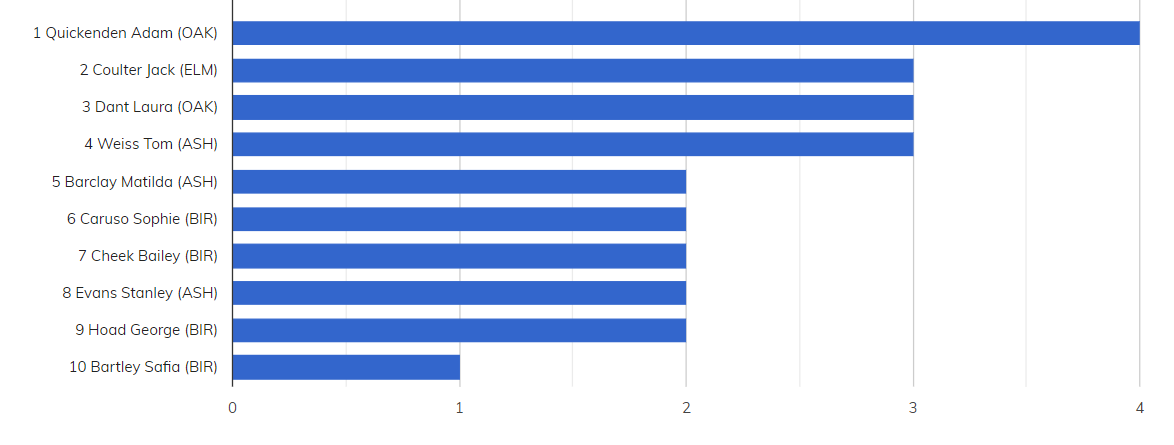 1 Quickenden Adam (OAK)
2 Coulter Jack (ELM)
3 Dant Laura (OAK)
4 Weiss Tom (ASH)
5 Barclay Matilda (ASH)
6 Caruso Sophie (BIR)
7 Cheek Bailey (BIR)
8 Evans Stanley (ASH)
9 Hoad George (BIR)
10 Bartley Safia (BIR)
0 1 2 3 4